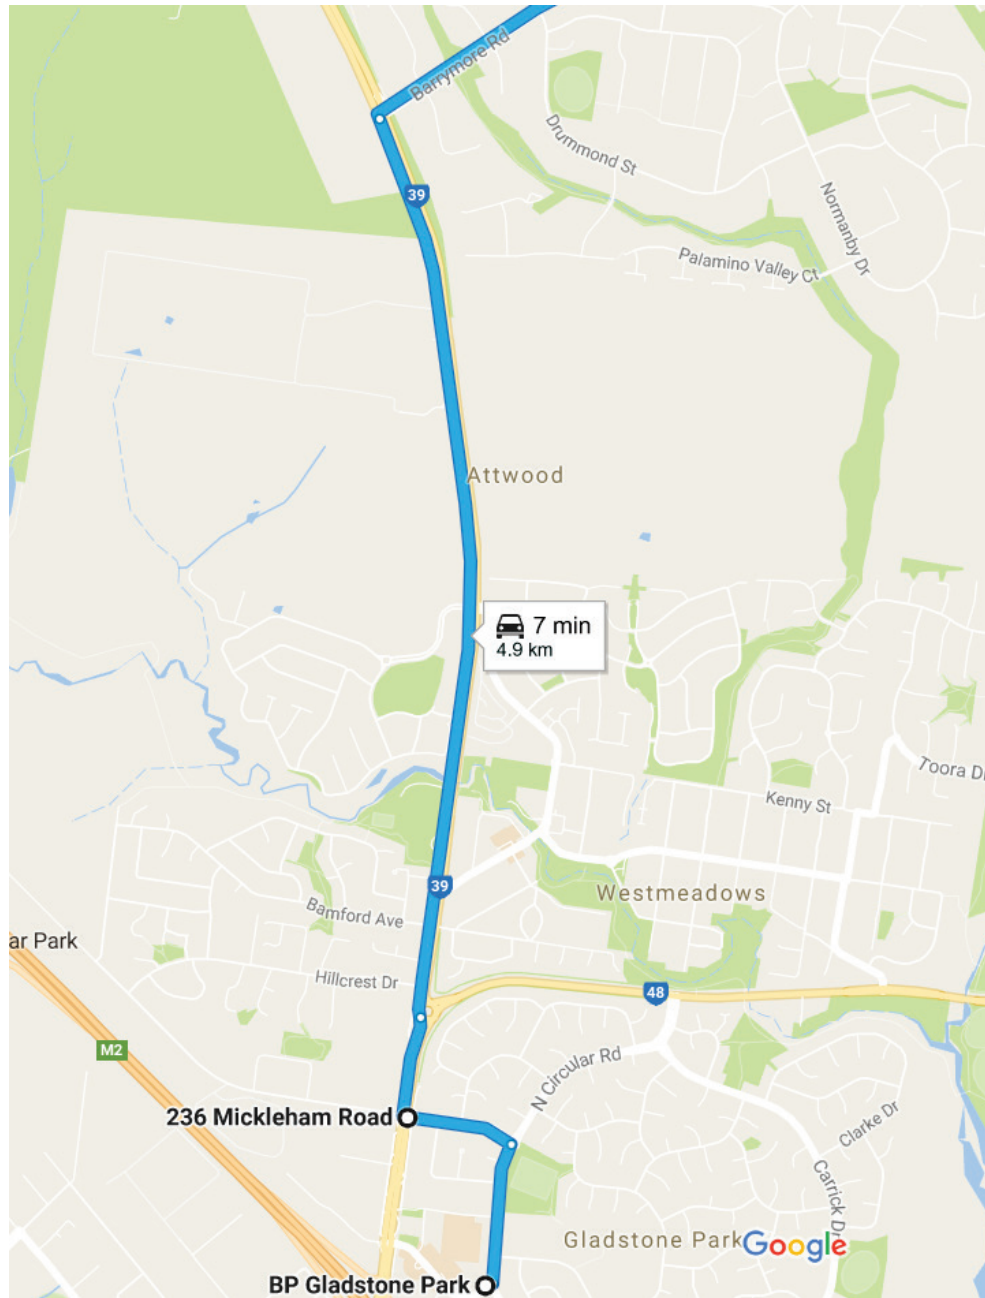 Barrymore Rd
Drummond St
39
Normanby Dr
Palamino Valley Ct
Attwood
7 min
4.9 km
Toora D
Kenny St
39
Westmeadows
Bamford Ave
ar Park
Hillcrest Dr
48
M2
N Circular Rd
236 Mickleham Road
Clarke Dr
Carrick Dr
Gladstone Park
Google
BP Gladstone Park